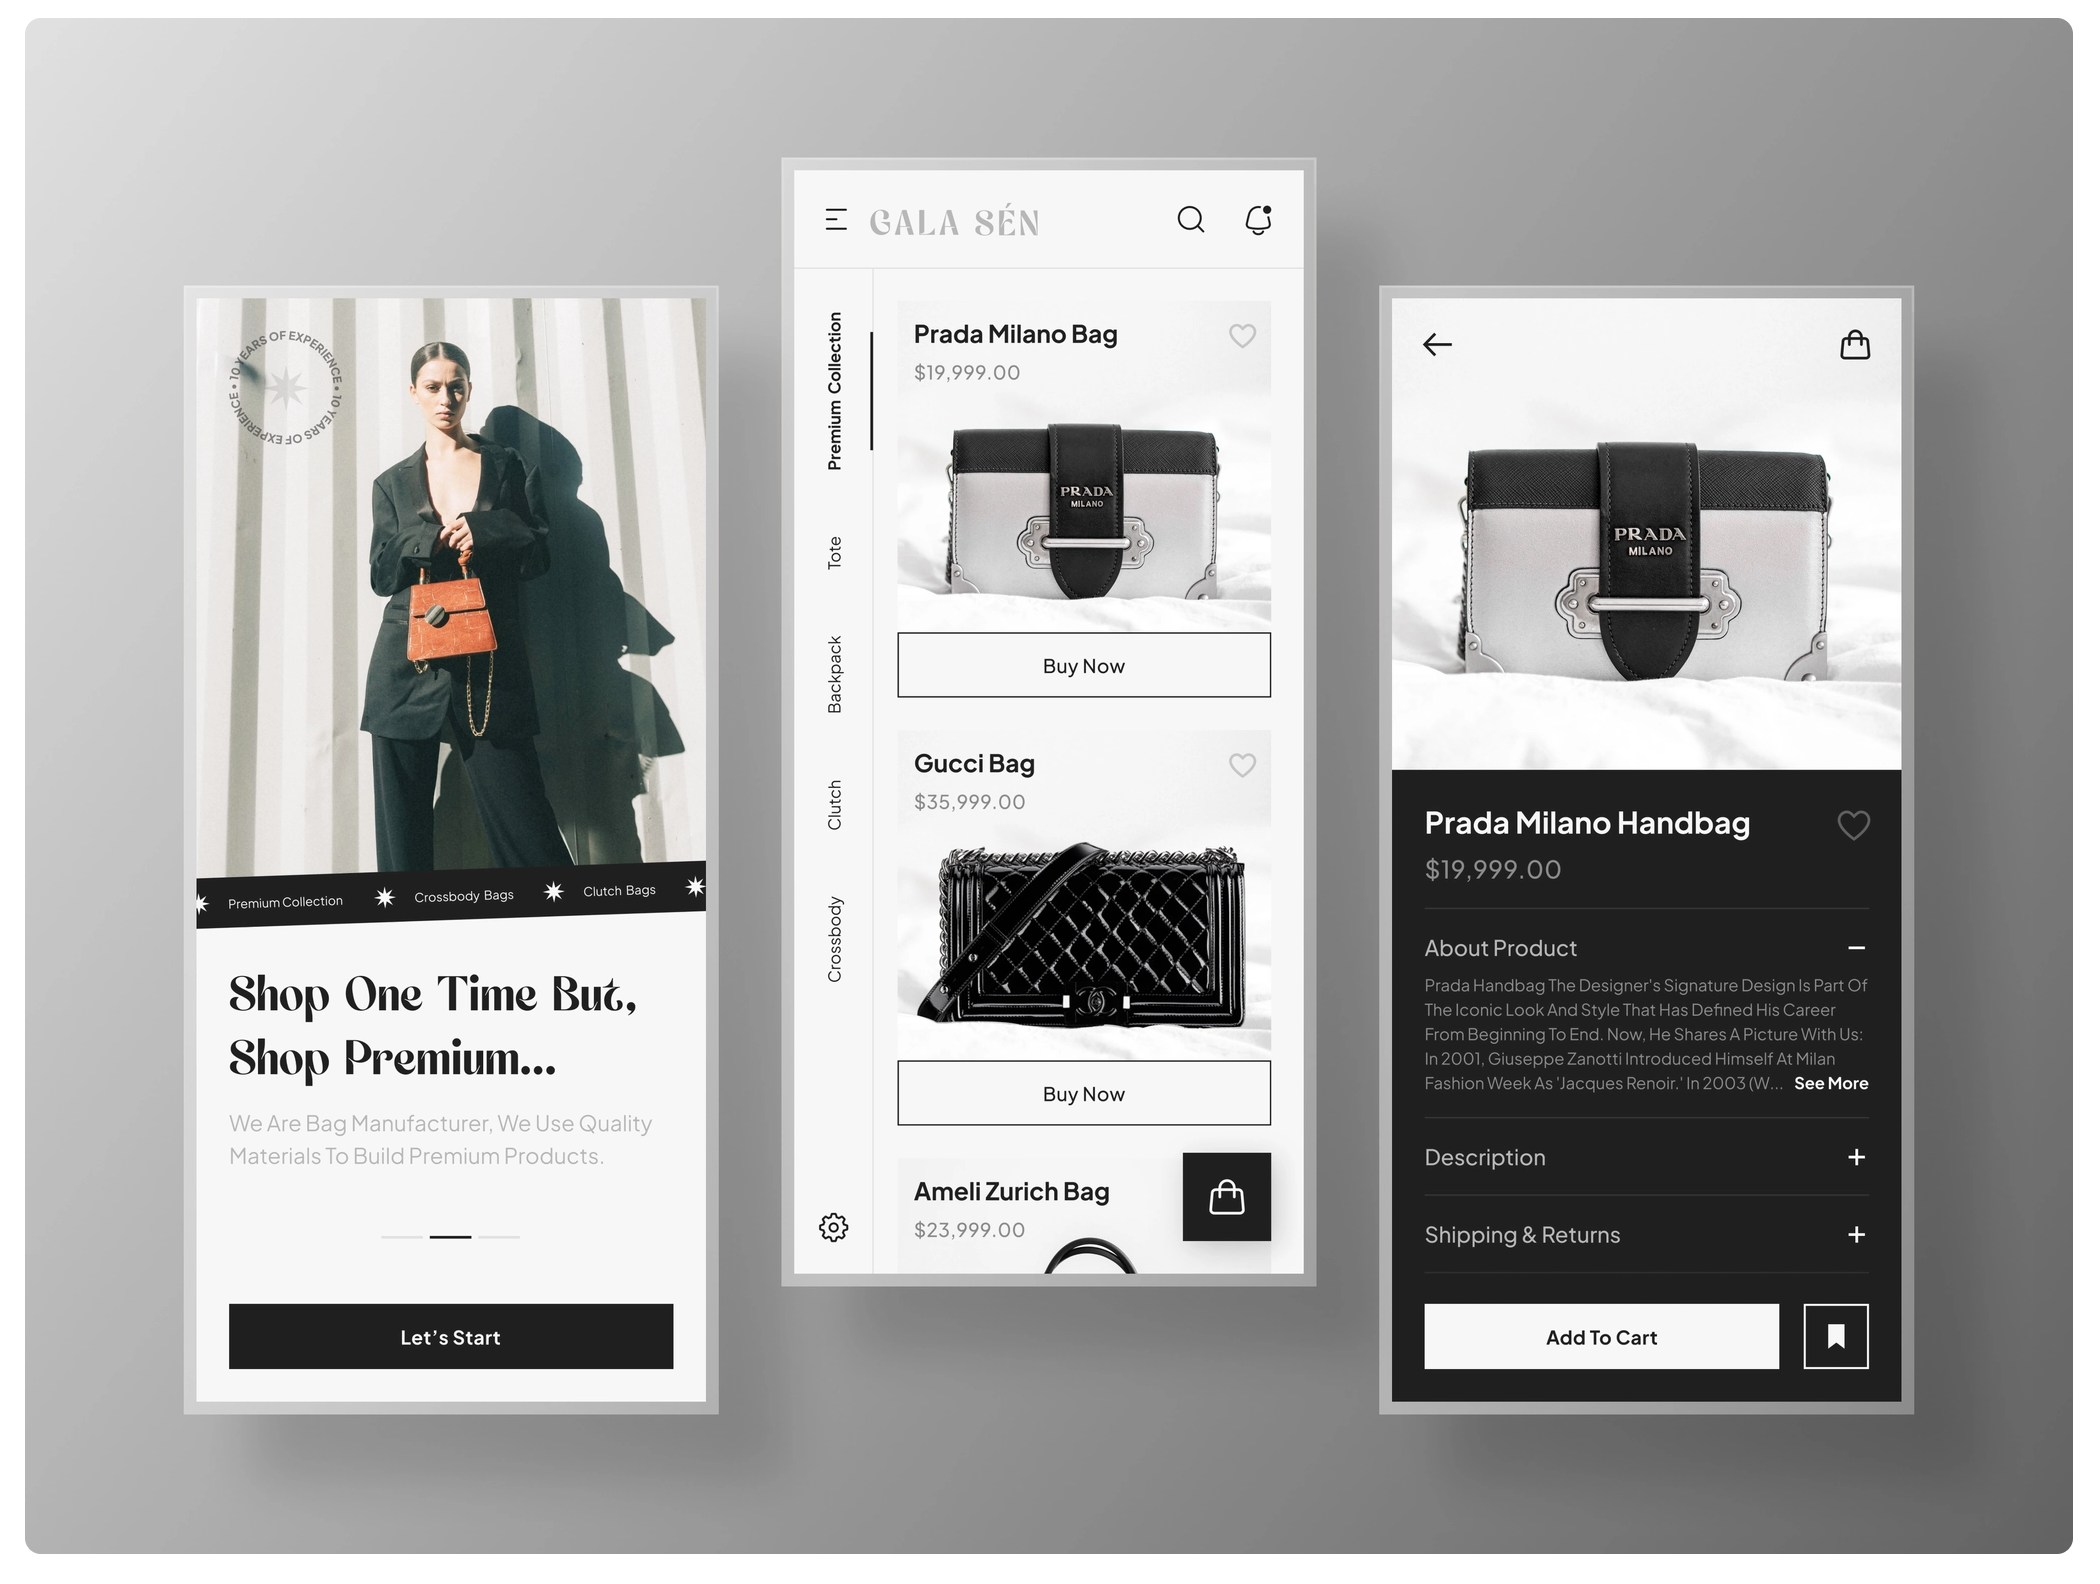 10 YEARS OF EXPERIENCE • 10 YEARS OF EXPERIENCE •
Premium Collection
Crossbody Bags
Clutch Bags
Shop One Time But,
Shop Premium...
We Are Bag Manufacturer, We Use Quality
Materials To Build Premium Products.
Let’s Start
GALA SÉN
Premium Collection
Tote
Backpack
Clutch
Crossbody
Prada Milano Bag
$19,999.00
PRADA
MILANO
Buy Now
Gucci Bag
$35,999.00
Buy Now
Ameli Zurich Bag
$23,999.00
PRADA
MILANO
Prada Milano Handbag
$19,999.00
About Product
Prada Handbag The Designer's Signature Design Is Part Of
The Iconic Look And Style That Has Defined His Career
From Beginning To End. Now, He Shares A Picture With Us:
In 2001, Giuseppe Zanotti Introduced Himself At Milan
Fashion Week As 'Jacques Renoir.' In 2003 (W... See More
Description
Shipping & Returns
Add To Cart